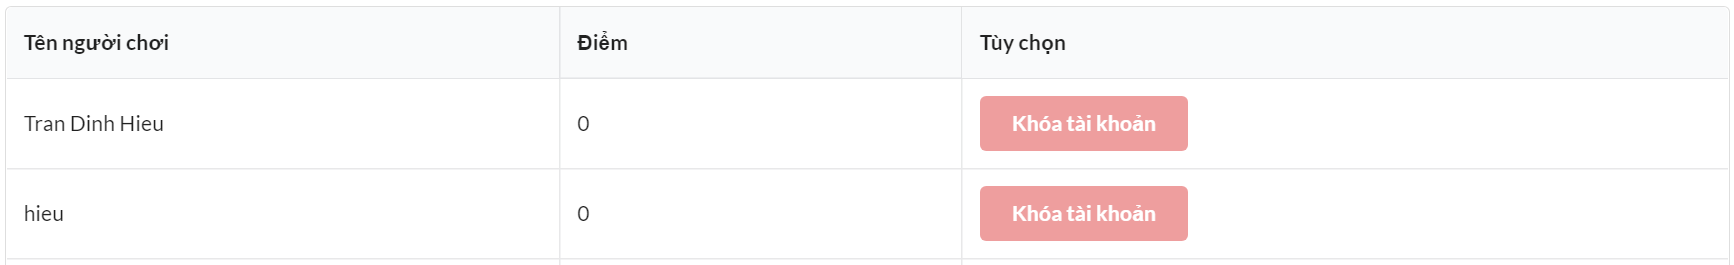 Tên người chơi Điểm Tùy chọn
Tran Dinh Hieu 0 Khóa tài khoản
hieu 0 Khóa tài khoản